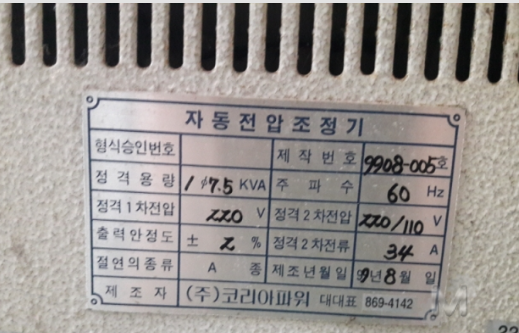 자동전압조정기
형식승인번호 제작번호 9908-005호
정격용량 1φ7.5 KVA 주파수 60 Hz
정격1차전압 220 V 정격2차전압 220/110 V
출력안정도 ± 2 % 정격2차전류 34 A
절연의종류 A 종 제조년월일 99년8월 일
제조자 (주)코리아파워 대대표 869-4142